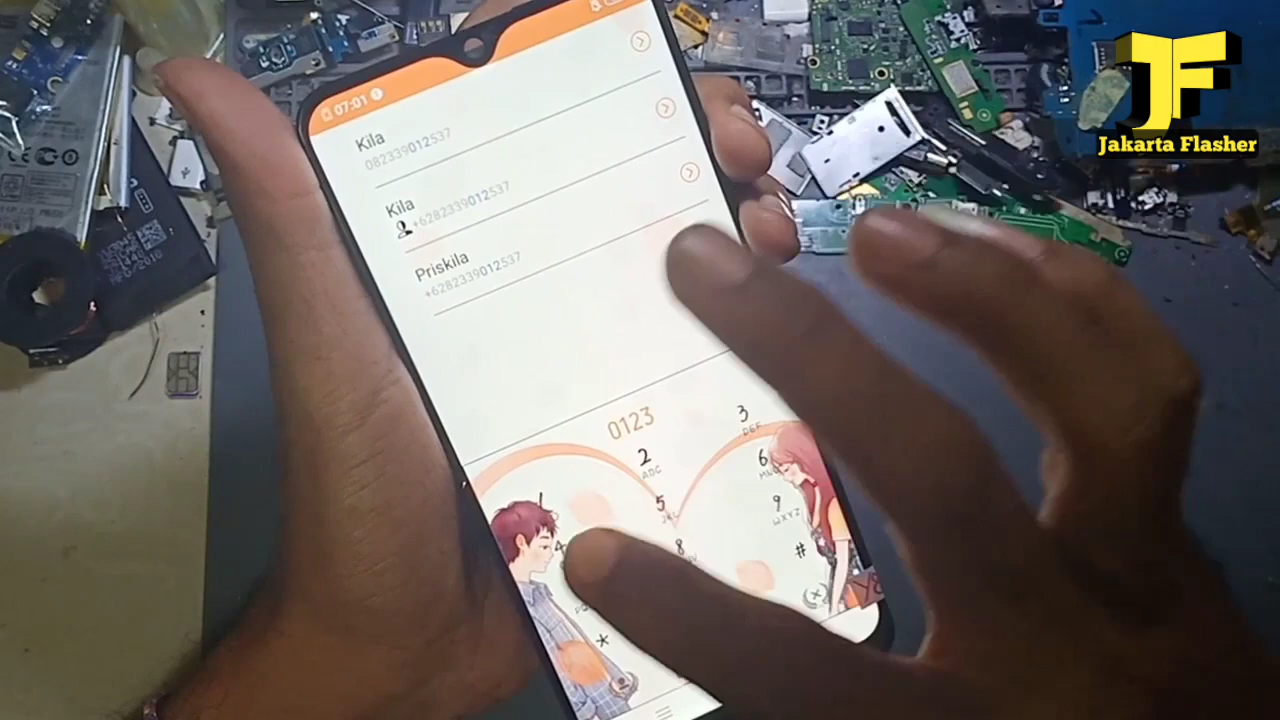 07:01
Kila
082339012537
Kila
+6282339012537
Priskila
+6282339012537
0123
2
ABC
3
DEF
5
JKL
6
8
9
WXYZ
#
*
JF
Jakarta Flasher